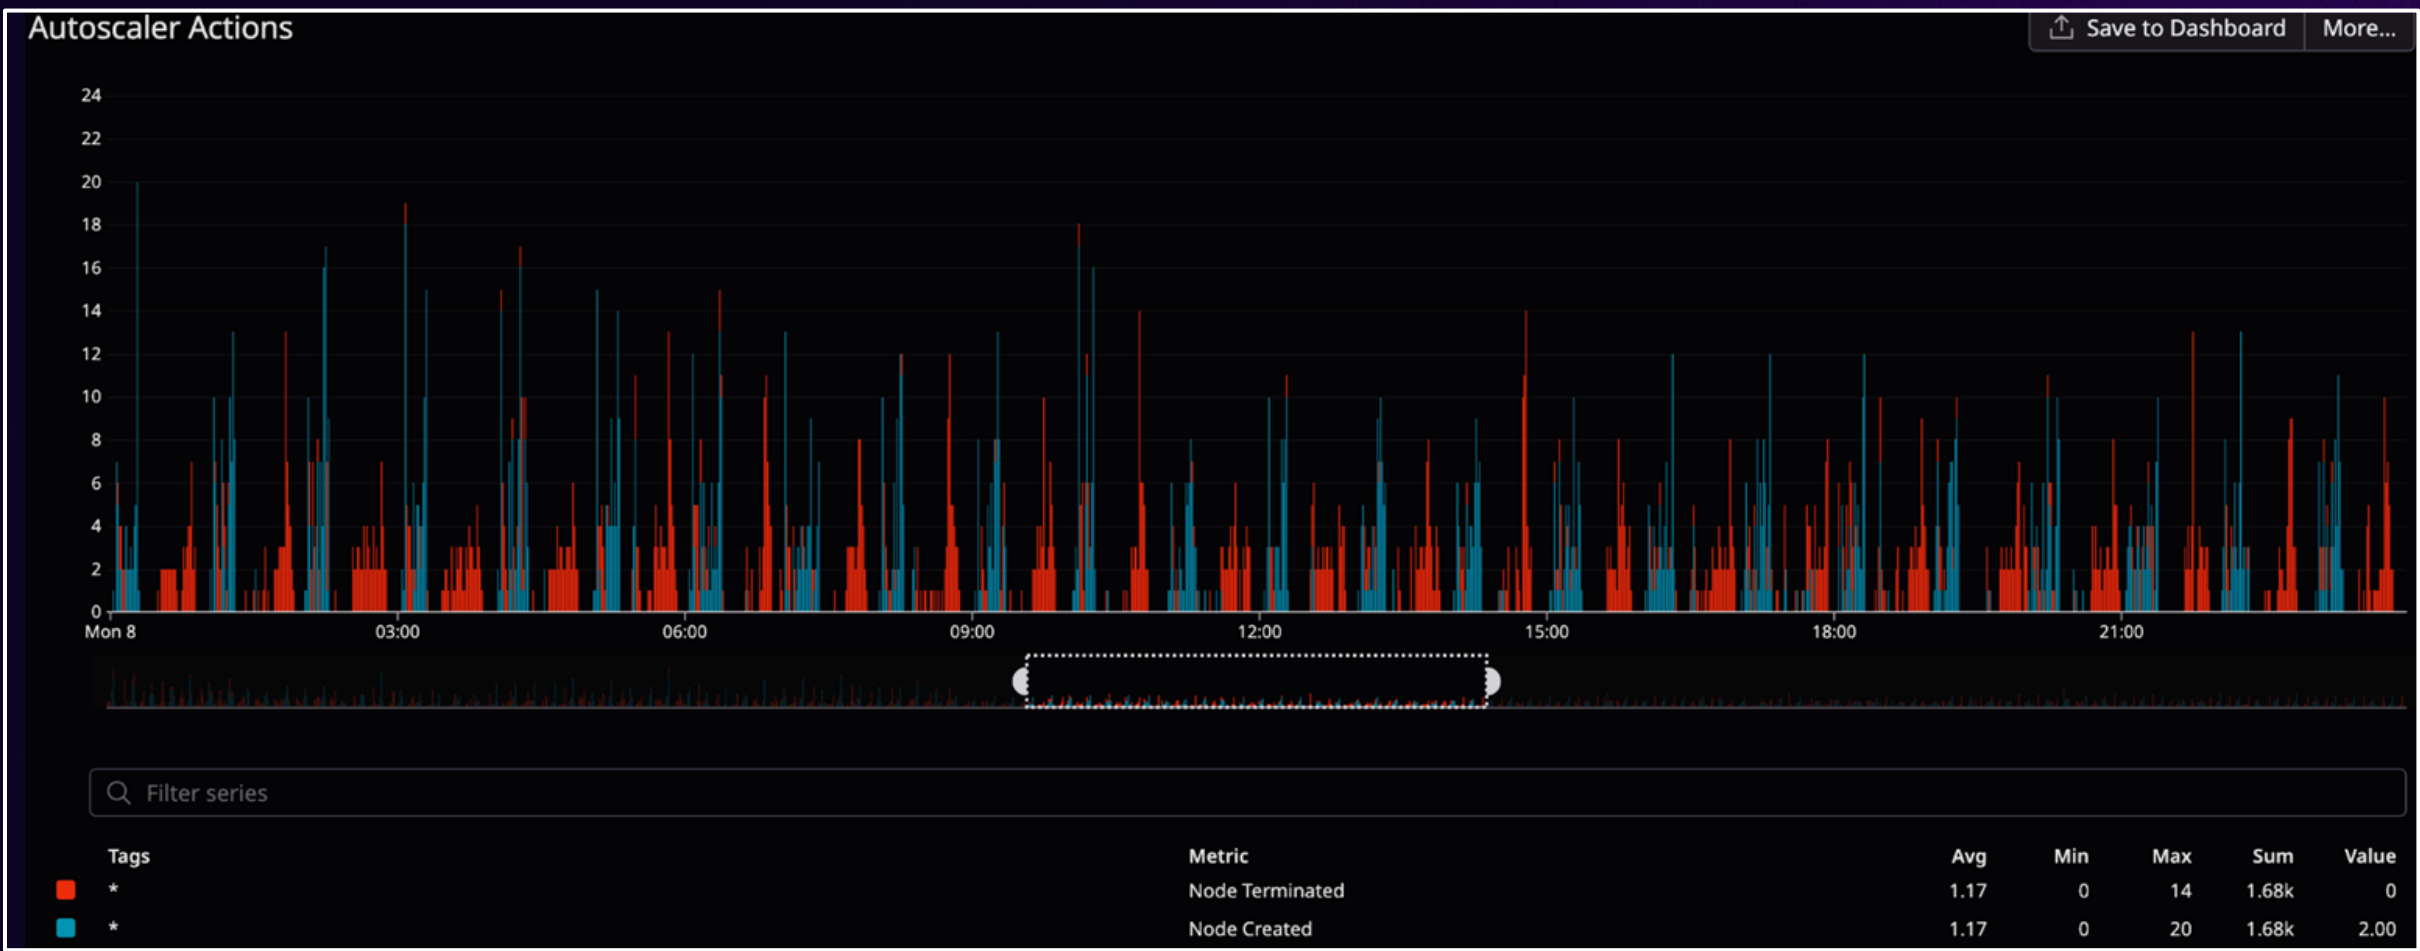 Autoscaler Actions
Save to Dashboard More...
24
22
20
18
16
14
12
10
8
6
4
2
0
Mon 8 03:00 06:00 09:00 12:00 15:00 18:00 21:00
Filter series
Tags Metric Avg Min Max Sum Value
* Node Terminated 1.17 0 14 1.68k 0
* Node Created 1.17 0 20 1.68k 2.00